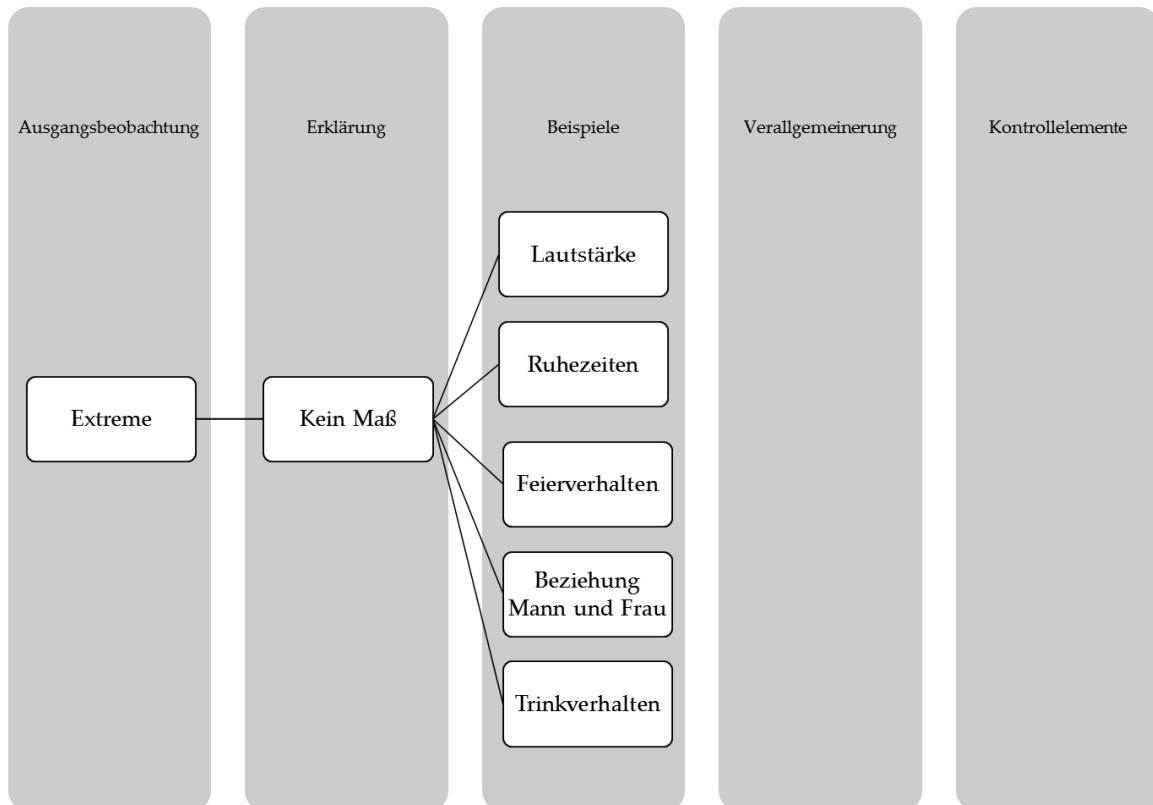 Ausgangsbeobachtung
Erklärung
Beispiele
Verallgemeinerung
Kontrollelemente
Lautstärke
Ruhezeiten
Extreme
Kein Maß
Feierverhalten
Beziehung
Mann und Frau
Trinkverhalten